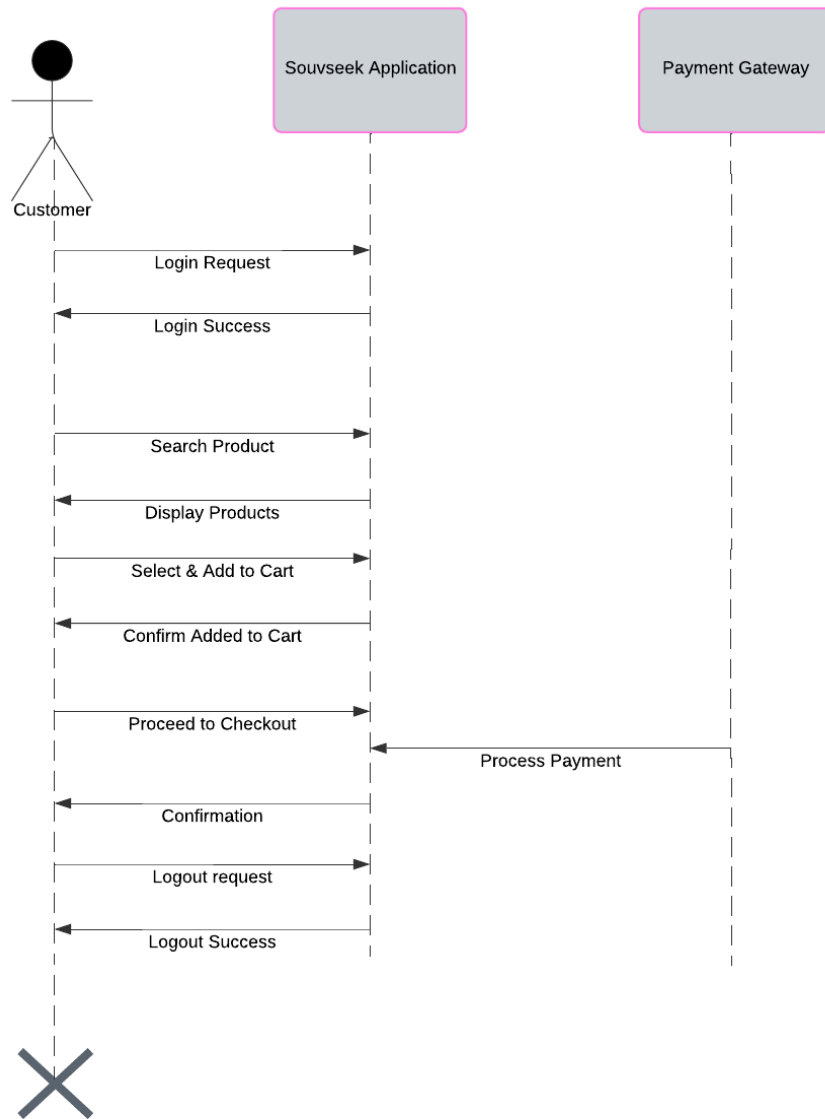 Souvseek Application
Payment Gateway
Customer
Login Request
Login Success
Search Product
Display Products
Select & Add to Cart
Confirm Added to Cart
Proceed to Checkout
Process Payment
Confirmation
Logout request
Logout Success